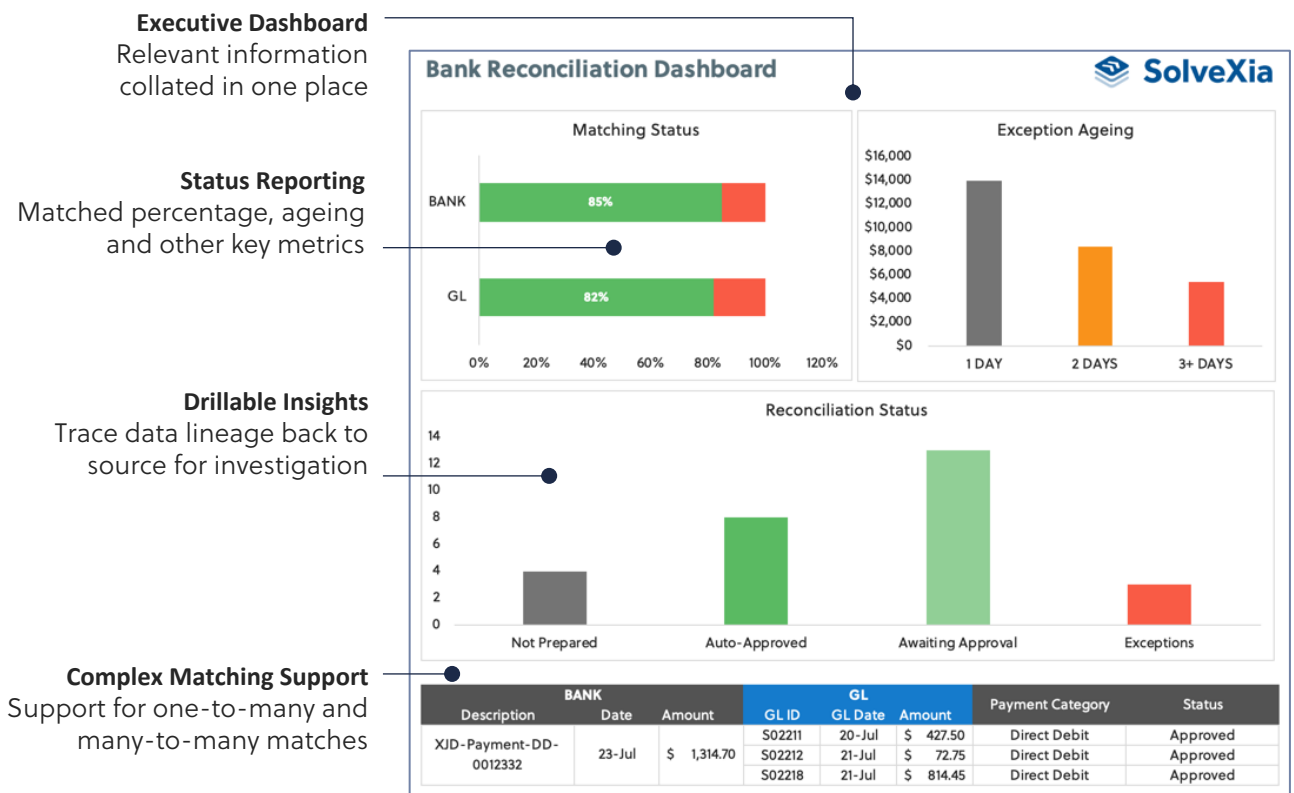 Executive Dashboard
Relevant information
collated in one place
Status Reporting
Matched percentage, ageing
and other key metrics
Drillable Insights
Trace data lineage back to
source for investigation
Complex Matching Support
Support for one-to-many and
many-to-many matches
Bank Reconciliation Dashboard
SolveXia
Matching Status
BANK
85%
GL
82%
0% 20% 40% 60% 80% 100% 120%
Exception Ageing
$16,000
$14,000
$12,000
$10,000
$8,000
$6,000
$4,000
$2,000
$0
1 DAY 2 DAYS 3+ DAYS
Reconciliation Status
14
12
10
8
6
4
2
0
Not Prepared Auto-Approved Awaiting Approval Exceptions
BANK GL Payment Category Status
Description Date Amount GL ID GL Date Amount
XJD-Payment-DD-
0012332 23-Jul $ 1,314.70
S02211 20-Jul $ 427.50 Direct Debit Approved
S02212 21-Jul $ 72.75 Direct Debit Approved
S02218 21-Jul $ 814.45 Direct Debit Approved